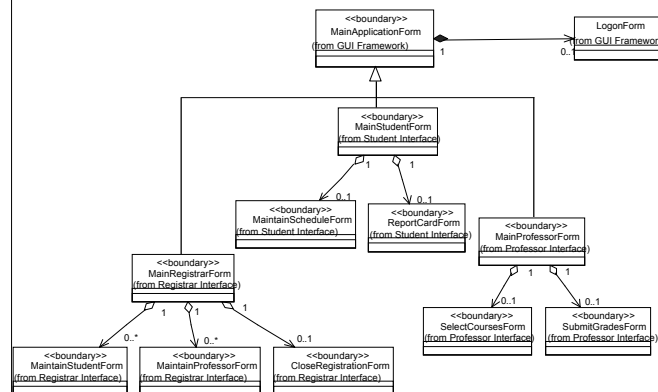 <<boundary>>
MainApplicationForm
(from GUI Framework)
1
0..1
LogonForm
(from GUI Framework)
<<boundary>>
MainStudentForm
(from Student Interface)
1
1
0..1
0..1
<<boundary>>
MaintainScheduleForm
(from Student Interface)
<<boundary>>
ReportCardForm
(from Student Interface)
<<boundary>>
MainProfessorForm
(from Professor Interface)
1
1
0..1
0..1
<<boundary>>
SelectCoursesForm
(from Professor Interface)
<<boundary>>
SubmitGradesForm
(from Professor Interface)
<<boundary>>
MainRegistrarForm
(from Registrar Interface)
1
1
1
0..*
0..*
0..1
<<boundary>>
MaintainStudentForm
(from Registrar Interface)
<<boundary>>
MaintainProfessorForm
(from Registrar Interface)
<<boundary>>
CloseRegistrationForm
(from Registrar Interface)